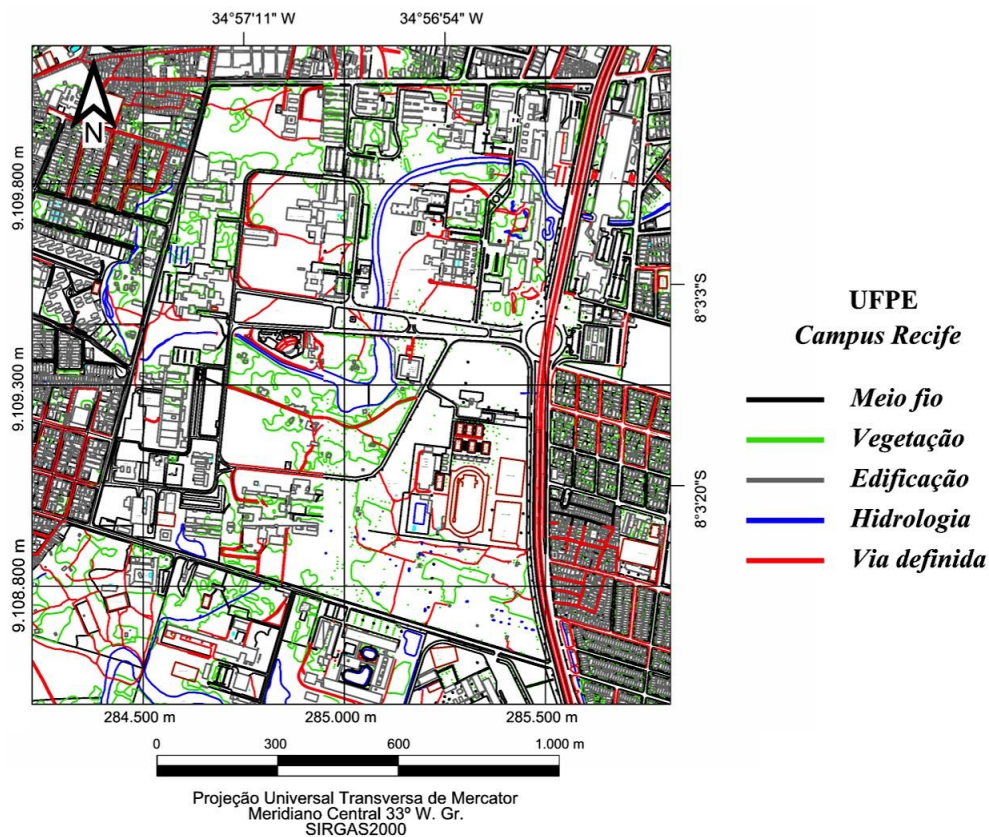 34°57'11" W
34°56'54" W
N
9.109.800 m
9.109.300 m
9.108.800 m
8°3'3"S
8°3'20"S
284.500 m
285.000 m
285.500 m
0
300
600
1.000 m
Projeção Universal Transversa de Mercator
Meridiano Central 33º W. Gr.
SIRGAS2000
UFPE
Campus Recife
Meio fio
Vegetação
Edificação
Hidrologia
Via definida